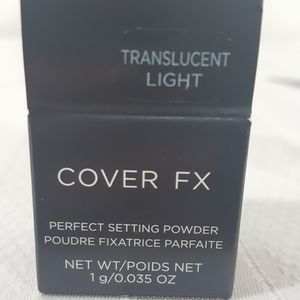 TRANSLUCENT
LIGHT
COVER FX
PERFECT SETTING POWDER
POUDRE FIXATRICE PARFAITE
NET WT/POIDS NET
1 g/0.035 OZ